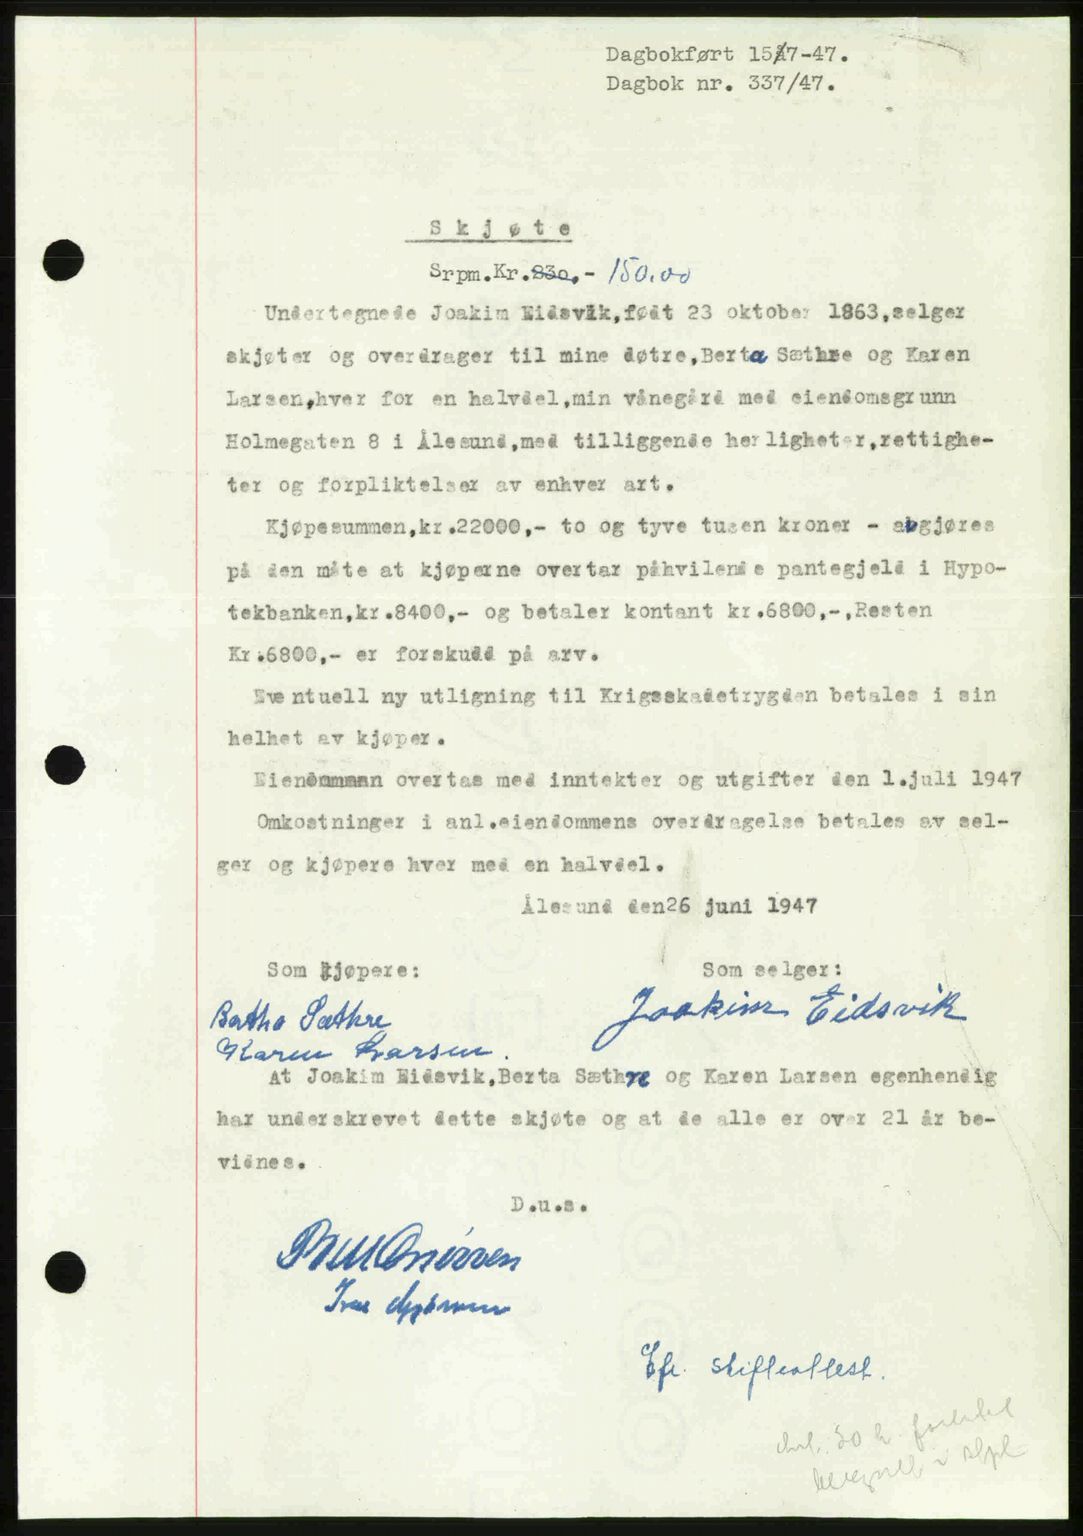 Dagbokført 15/7-47.
Dagbok nr. 337/47.
Skjøte
Srpm.Kr.830,- 150.00
Undertegnede Joakim Eidsvik,født 23 oktober 1863,selger
skjøter og overdrager til mine døtre,Berta Sæthre og Karen
Larsen,hver for en halvdel,min vånegård med eiendomsgrunn
Holmegaten 8 i Ålesund,med tilliggende herligheter,rettighe-
ter og forpliktelser av enhver art.
Kjøpesummen,kr.22000,- to og tyve tusen kroner - abgjøres
på den måte at kjøperne overtar påhvilende pantegjeld i Hypo-
tekbanken,kr.8400,- og betaler kontant kr.6800,-,Resten
Kr.6800,- er forskudd på arv.
Eventuell ny utligning til Krigsskadetrygden betales i sin
helhet av kjøper.
Eiendommen overtas med inntekter og utgifter den 1.juli 1947
Omkostninger i anl.eiendommens overdragelse betales av sel-
ger og kjøpere hver med en halvdel.
Ålesund den26 juni 1947
Som kjøpere: Som selger:
Bertha Sæthre Joakim Eidsvik
Karen Larsen.
At Joakim Eidsvik,Berta Sæthre og Karen Larsen egenhendig
har underskrevet dette skjøte og at de alle er over 21 år be-
vidnes.
D.u.s.
Efr. skifteattest.
50 k